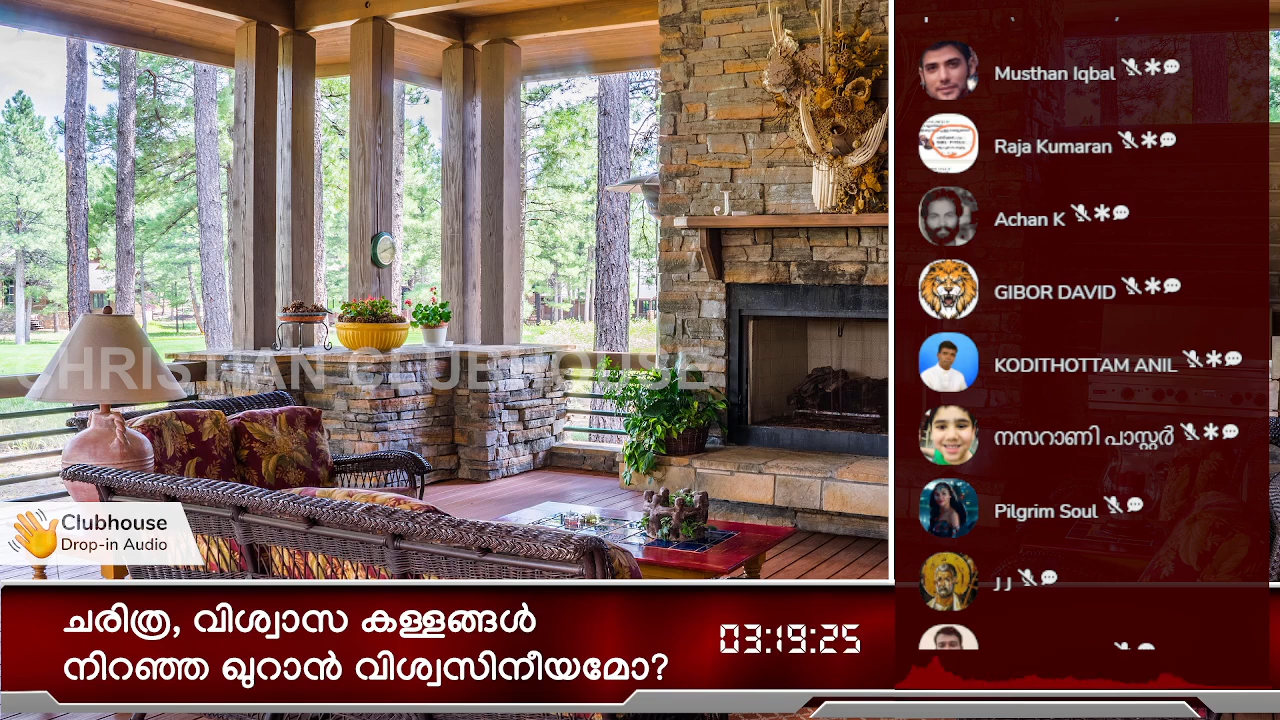 Musthan Iqbal
Raja Kumaran
Achan K
GIBOR DAVID
KODITHOTTAM ANIL
നസറാണി പാസ്റ്റർ
Pilgrim Soul
J J
CHRISTIAN CLUBHOUSE
Clubhouse
Drop-in Audio
ചരിത്ര, വിശ്വാസ കള്ളങ്ങൾ
നിറഞ്ഞ ഖുറാൻ വിശ്വസിനീയമോ?
03:19:25